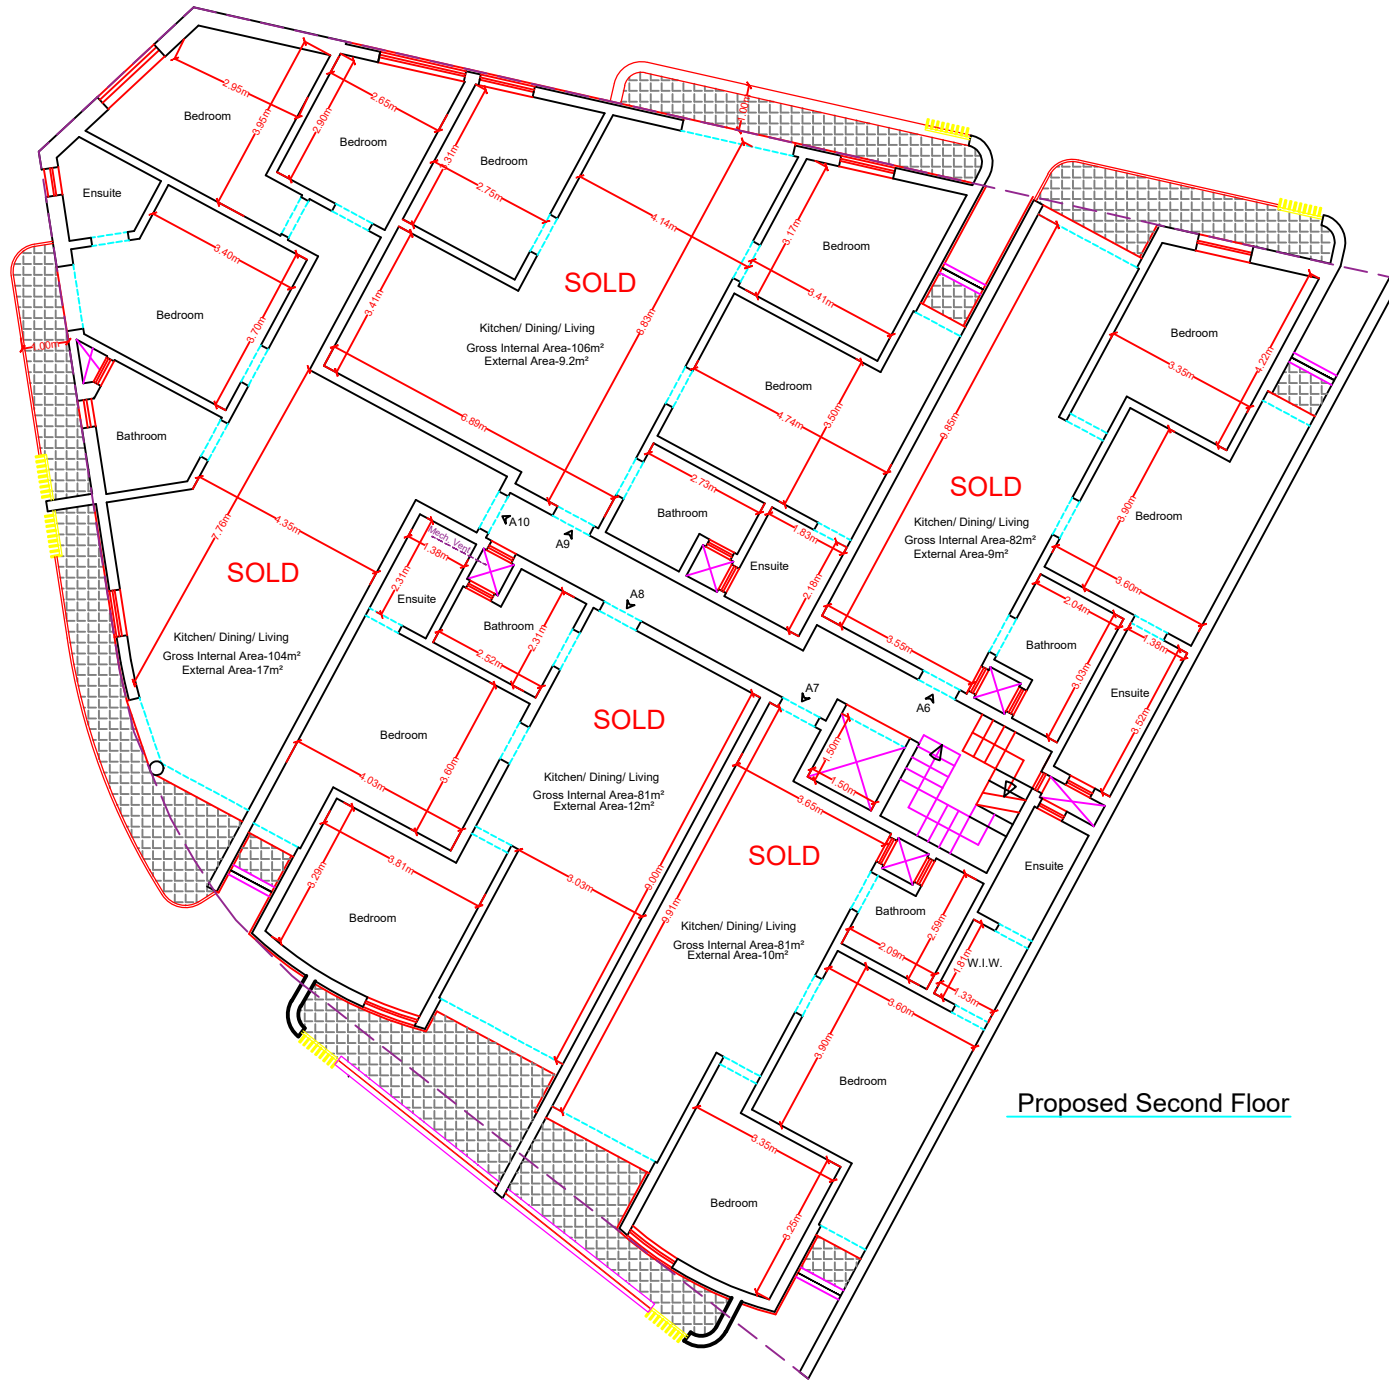 2.95m
3.95m
Bedroom
2.65m
2.90m
Bedroom
3.31m
2.75m
Bedroom
1.00m
Ensuite
3.40m
3.70m
Bedroom
1.00m
Bathroom
4.14m
3.41m
8.83m
6.89m
SOLD
Kitchen/ Dining/ Living
Gross Internal Area-106m²
External Area-9.2m²
3.17m
3.41m
Bedroom
Bedroom
4.74m
3.50m
2.73m
Bathroom
1.83m
Ensuite
2.18m
9.85m
SOLD
Kitchen/ Dining/ Living
Gross Internal Area-82m²
External Area-9m²
3.55m
Bedroom
3.35m
4.22m
3.90m
Bedroom
3.60m
2.04m
Bathroom
3.03m
1.38m
Ensuite
3.52m
7.76m
4.35m
SOLD
Kitchen/ Dining/ Living
Gross Internal Area-104m²
External Area-17m²
Mech. Vent
1.38m
2.31m
Ensuite
Bathroom
2.52m
2.31m
A10
A9
A8
A7
A6
Bedroom
4.03m
3.60m
3.81m
3.29m
Bedroom
SOLD
Kitchen/ Dining/ Living
Gross Internal Area-81m²
External Area-12m²
3.03m
9.00m
1.50m
1.50m
3.65m
9.91m
SOLD
Kitchen/ Dining/ Living
Gross Internal Area-81m²
External Area-10m²
Bathroom
2.09m
2.59m
Ensuite
W.I.W.
1.81m
1.33m
3.60m
3.90m
Bedroom
3.35m
3.25m
Bedroom
Proposed Second Floor